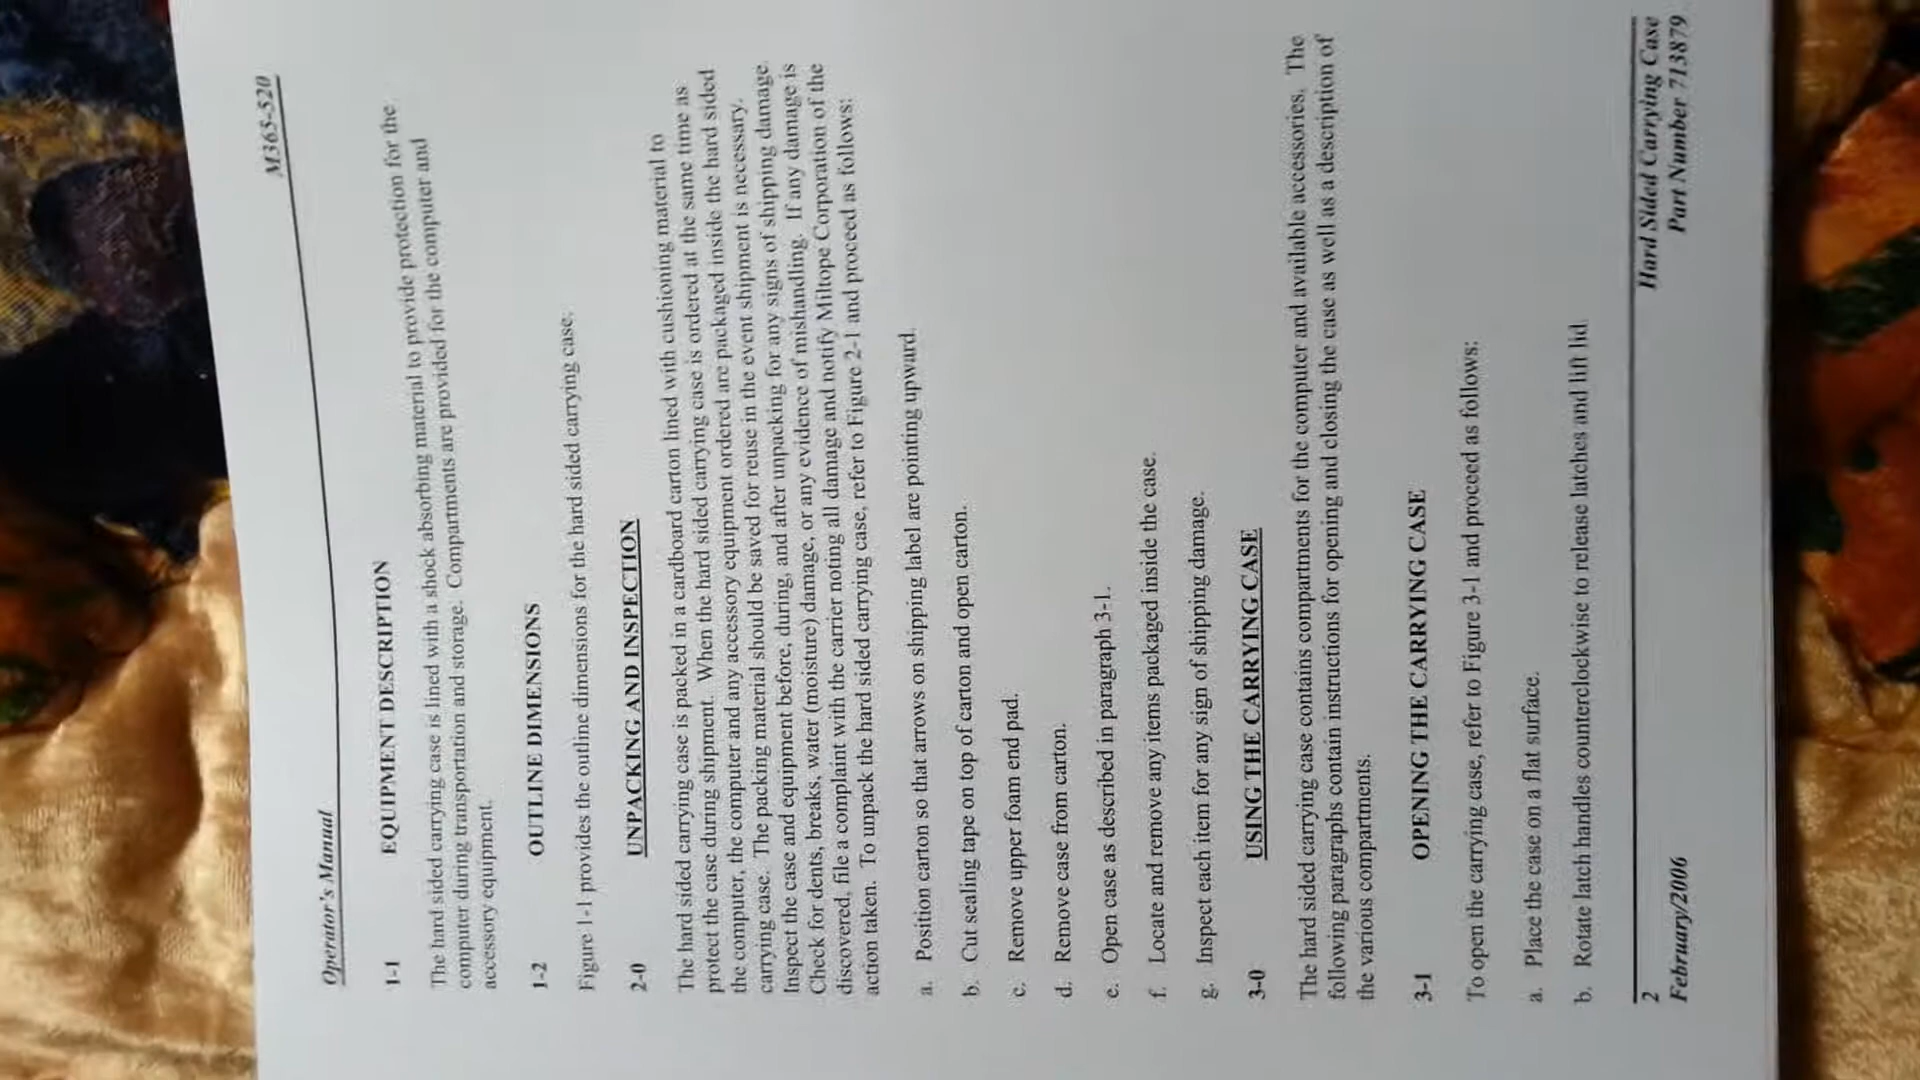 Operator's Manual M365-520
1-1 EQUIPMENT DESCRIPTION
The hard sided carrying case is lined with a shock absorbing material to provide protection for the
computer during transportation and storage. Compartments are provided for the computer and
accessory equipment.
1-2 OUTLINE DIMENSIONS
Figure 1-1 provides the outline dimensions for the hard sided carrying case.
2-0 UNPACKING AND INSPECTION
The hard sided carrying case is packed in a cardboard carton lined with cushioning material to
protect the case during shipment. When the hard sided carrying case is ordered at the same time as
the computer, the computer and any accessory equipment ordered are packaged inside the hard sided
carrying case. The packing material should be saved for reuse in the event shipment is necessary.
Inspect the case and equipment before, during, and after unpacking for any signs of shipping damage.
Check for dents, breaks, water (moisture) damage, or any evidence of mishandling. If any damage is
discovered, file a complaint with the carrier noting all damage and notify Miltope Corporation of the
action taken. To unpack the hard sided carrying case, refer to Figure 2-1 and proceed as follows:
a. Position carton so that arrows on shipping label are pointing upward.
b. Cut sealing tape on top of carton and open carton.
c. Remove upper foam end pad.
d. Remove case from carton.
e. Open case as described in paragraph 3-1.
f. Locate and remove any items packaged inside the case.
g. Inspect each item for any sign of shipping damage.
3-0 USING THE CARRYING CASE
The hard sided carrying case contains compartments for the computer and available accessories. The
following paragraphs contain instructions for opening and closing the case as well as a description of
the various compartments.
3-1 OPENING THE CARRYING CASE
To open the carrying case, refer to Figure 3-1 and proceed as follows:
a. Place the case on a flat surface.
b. Rotate latch handles counterclockwise to release latches and lift lid.
2 Hard Sided Carrying Case
February/2006 Part Number 713879